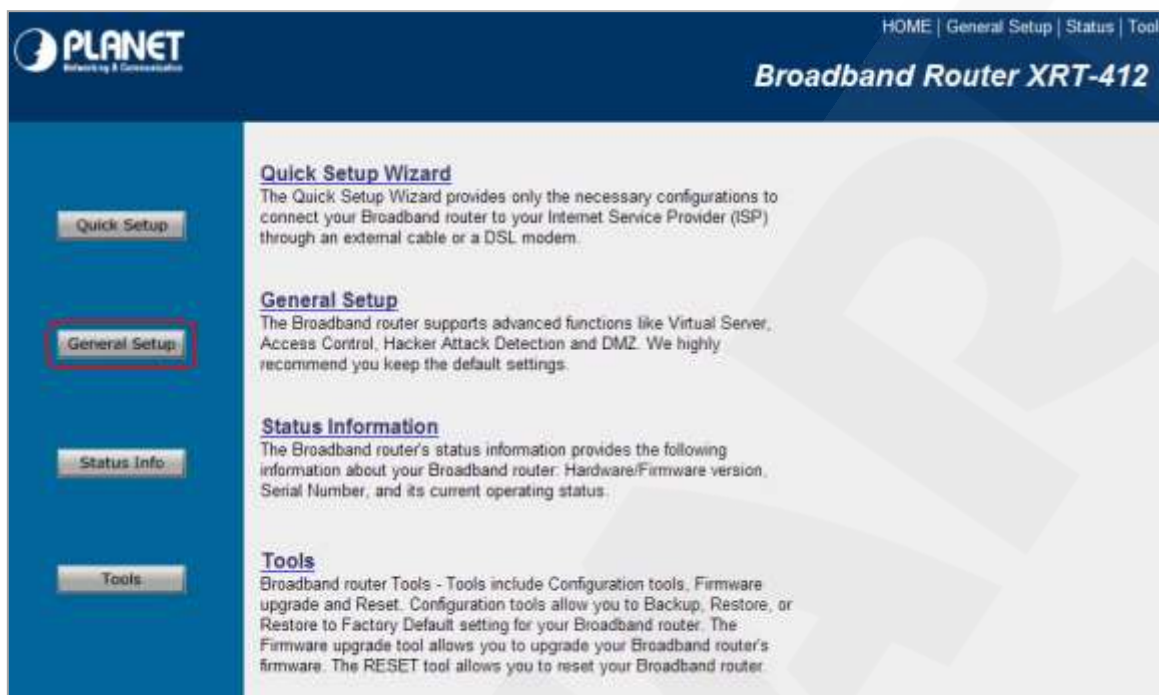 PLANET
Networking & Communication
HOME | General Setup | Status | Tool
Broadband Router XRT-412
Quick Setup
General Setup
Status Info
Tools
Quick Setup Wizard
The Quick Setup Wizard provides only the necessary configurations to
connect your Broadband router to your Internet Service Provider (ISP)
through an external cable or a DSL modem.
General Setup
The Broadband router supports advanced functions like Virtual Server,
Access Control, Hacker Attack Detection and DMZ. We highly
recommend you keep the default settings.
Status Information
The Broadband router's status information provides the following
information about your Broadband router: Hardware/Firmware version,
Serial Number, and its current operating status.
Tools
Broadband router Tools - Tools include Configuration tools, Firmware
upgrade and Reset. Configuration tools allow you to Backup, Restore, or
Restore to Factory Default setting for your Broadband router. The
Firmware upgrade tool allows you to upgrade your Broadband router's
firmware. The RESET tool allows you to reset your Broadband router.